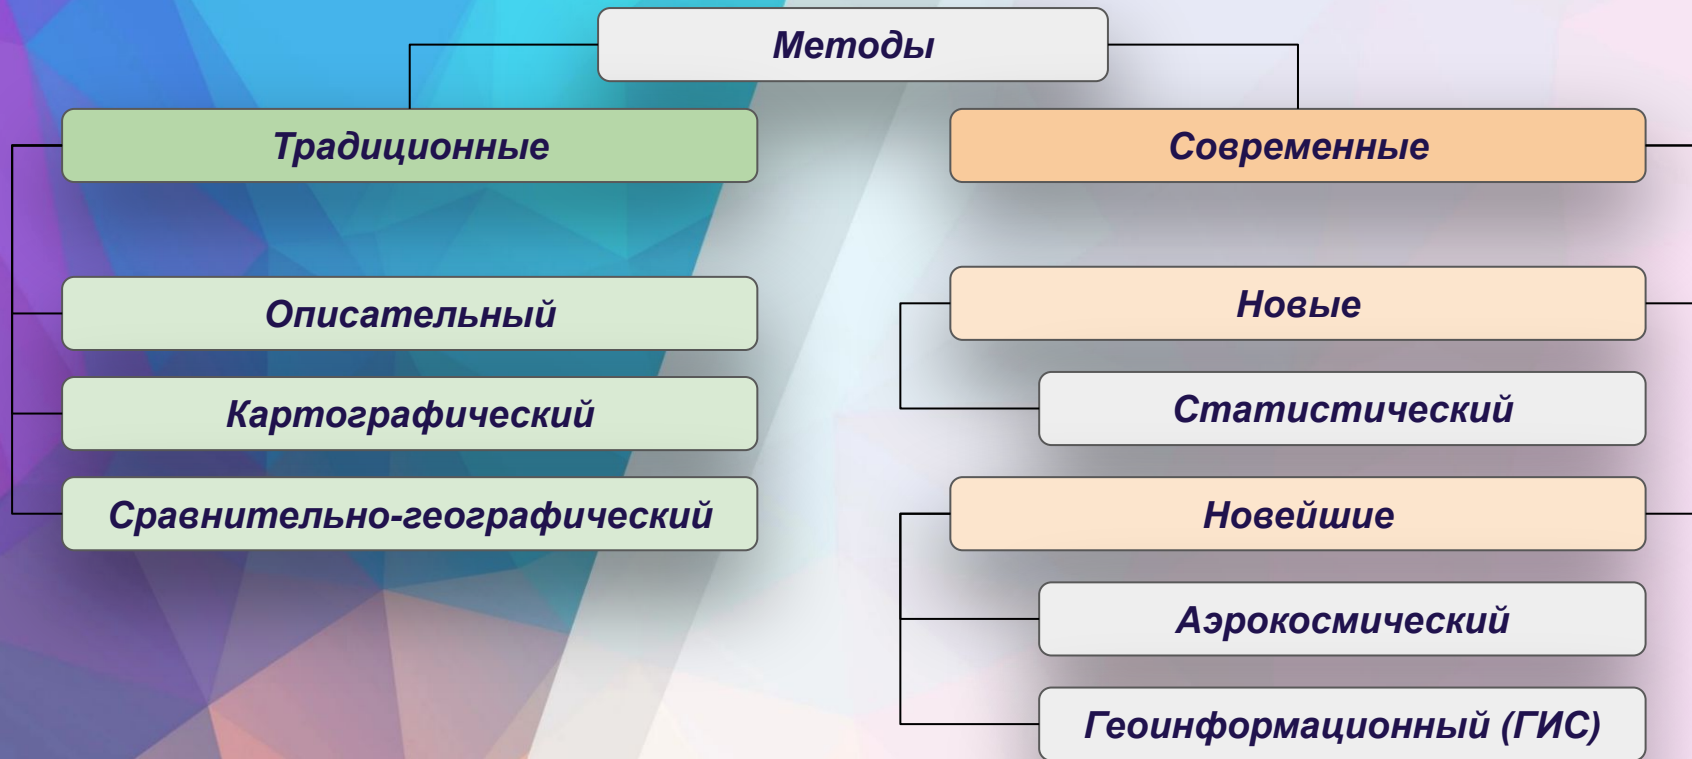 Методы
Традиционные
Описательный
Картографический
Сравнительно-географический
Современные
Новые
Статистический
Новейшие
Аэрокосмический
Геоинформационный (ГИС)